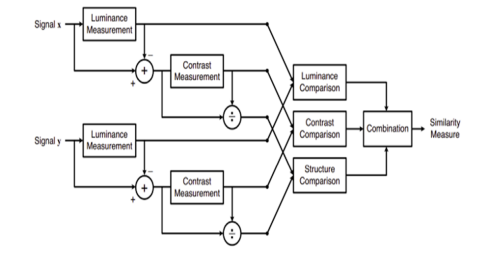 Luminance
Measurement
Signal x
−
+
+
Contrast
Measurement
÷
Luminance
Comparison
Contrast
Comparison
Combination
Similarity
Measure
Structure
Comparison
Signal y
Luminance
Measurement
−
+
+
Contrast
Measurement
÷